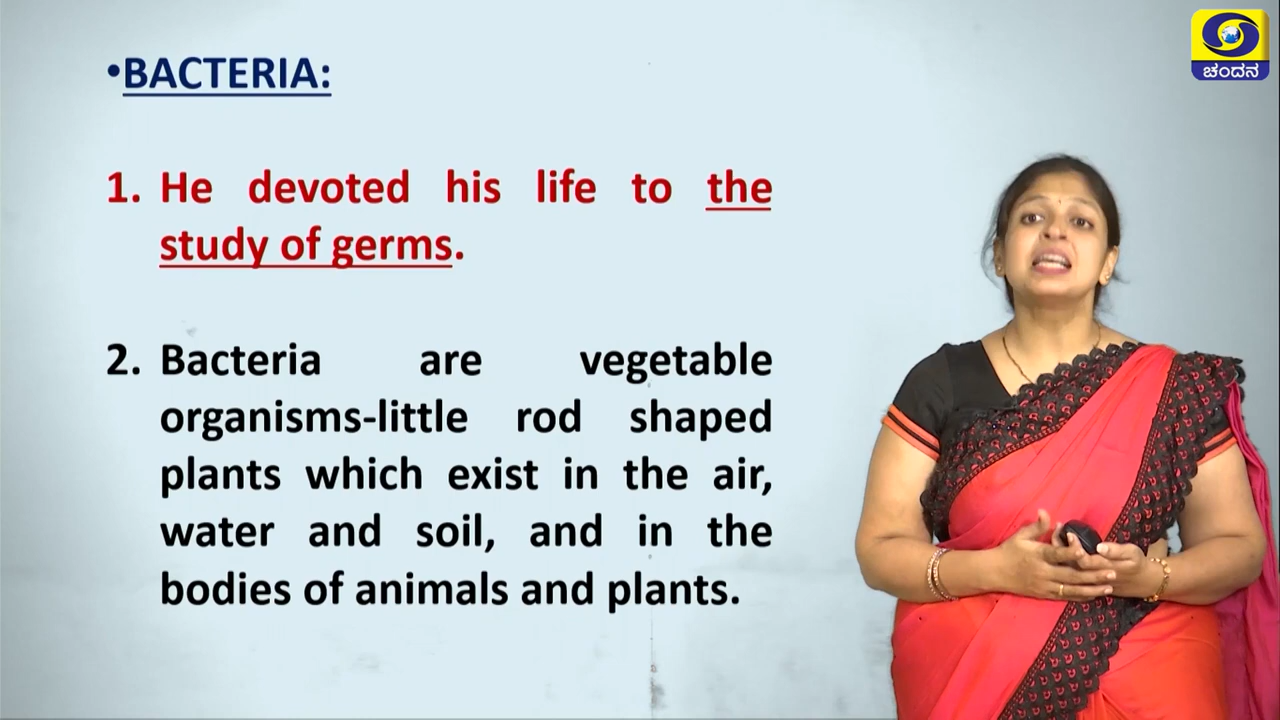 ಚಂದನ
•BACTERIA:
1. He devoted his life to the
study of germs.
2. Bacteria are vegetable
organisms-little rod shaped
plants which exist in the air,
water and soil, and in the
bodies of animals and plants.